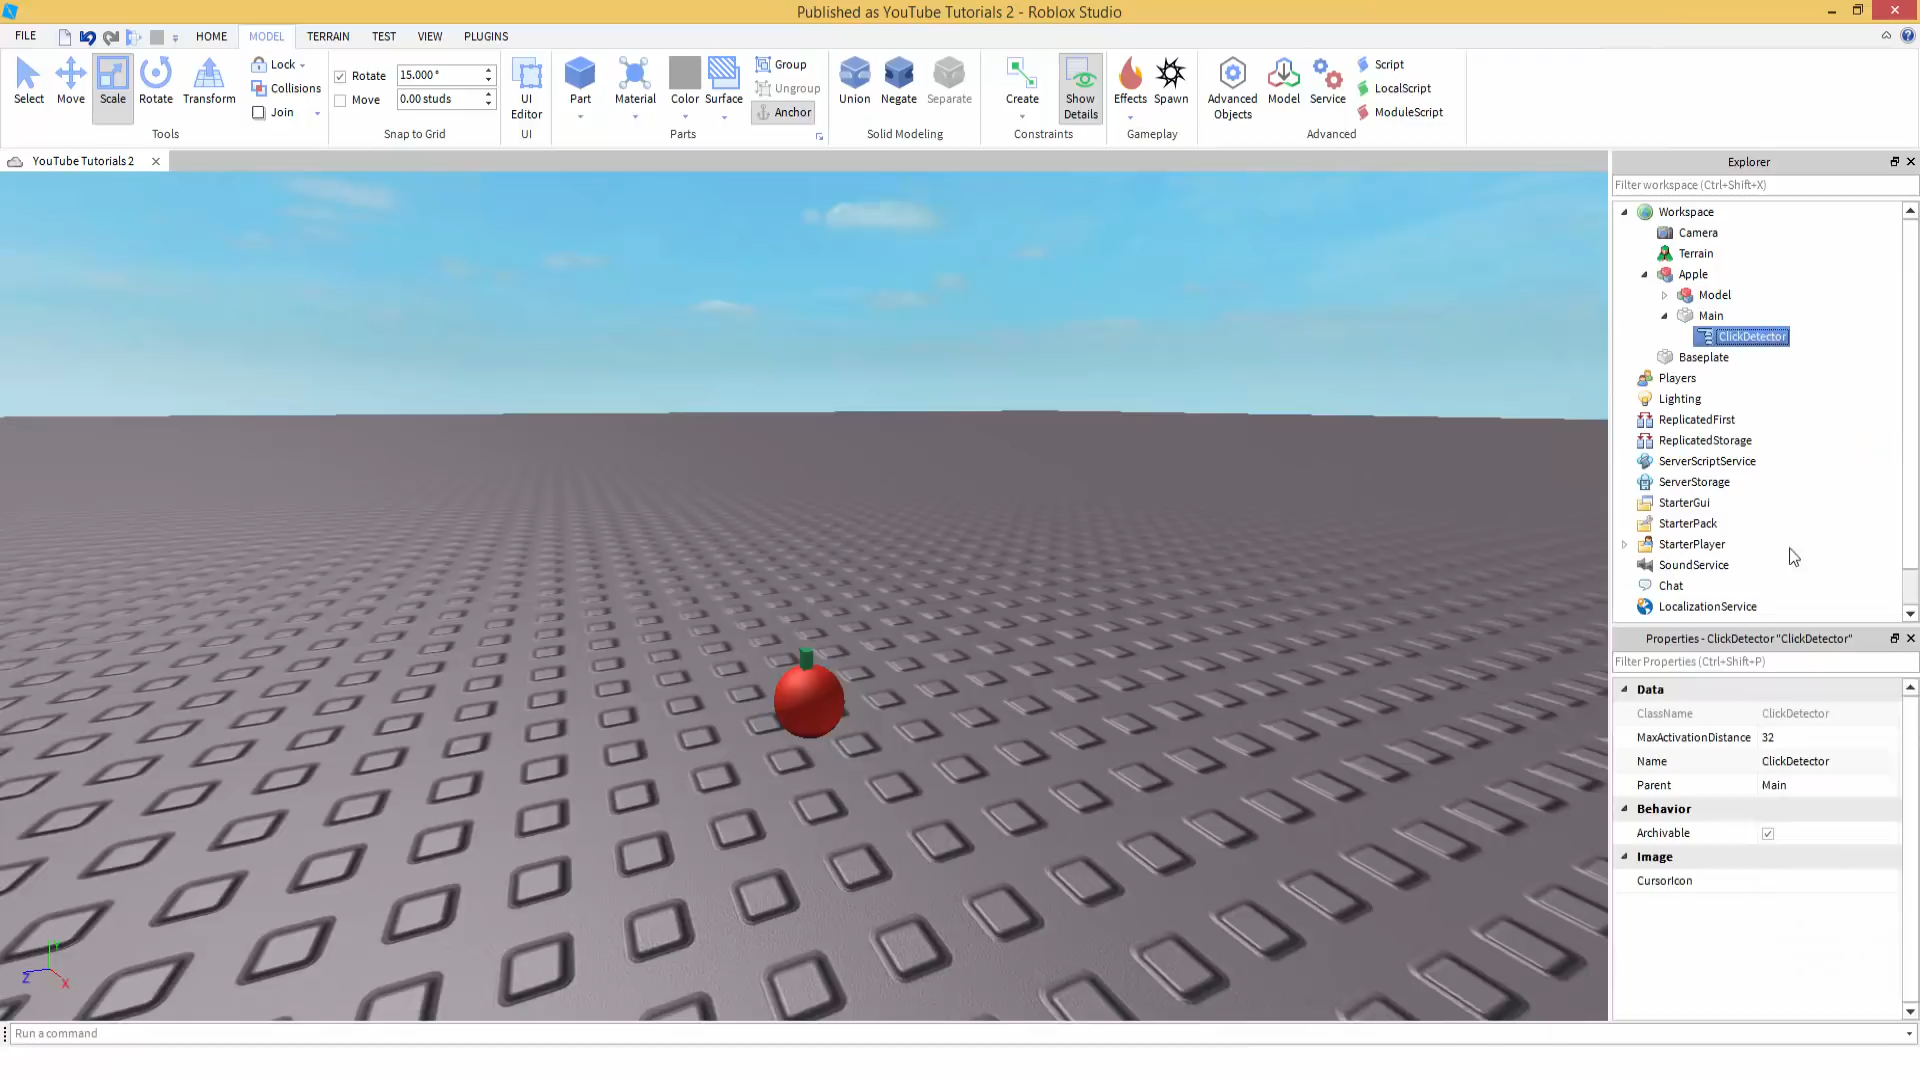 Published as YouTube Tutorials 2 - Roblox Studio
FILE HOME MODEL TERRAIN TEST VIEW PLUGINS
Select Move Scale Rotate Transform
Lock
Collisions
Join
Tools
Rotate 15.000 °
Move 0.00 studs
Snap to Grid
UI Editor
UI
Part Material Color Surface
Group
Ungroup
Anchor
Parts
Union Negate Separate
Solid Modeling
Create Show Details
Constraints
Effects Spawn
Gameplay
Advanced Objects Model Service
Script
LocalScript
ModuleScript
Advanced
YouTube Tutorials 2
Explorer
Filter workspace (Ctrl+Shift+X)
Workspace
Camera
Terrain
Apple
Model
Main
ClickDetector
Baseplate
Players
Lighting
ReplicatedFirst
ReplicatedStorage
ServerScriptService
ServerStorage
StarterGui
StarterPack
StarterPlayer
SoundService
Chat
LocalizationService
Properties - ClickDetector "ClickDetector"
Filter Properties (Ctrl+Shift+P)
Data
ClassName ClickDetector
MaxActivationDistance 32
Name ClickDetector
Parent Main
Behavior
Archivable
Image
CursorIcon
Y
Z
X
Run a command